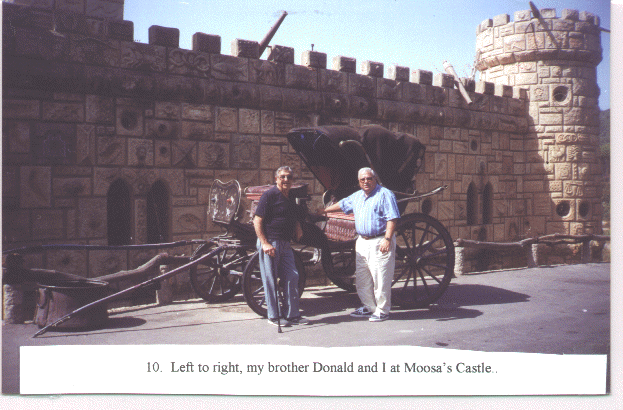 10. Left to right, my brother Donald and I at Moosa's Castle..